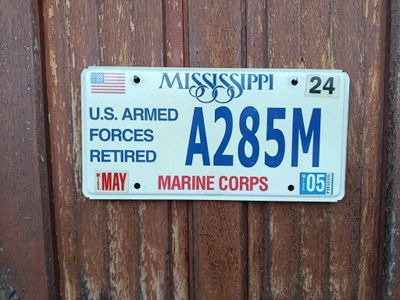 MISSISSIPPI
24
U.S. ARMED
FORCES
RETIRED
A285M
MAY
MARINE CORPS
05